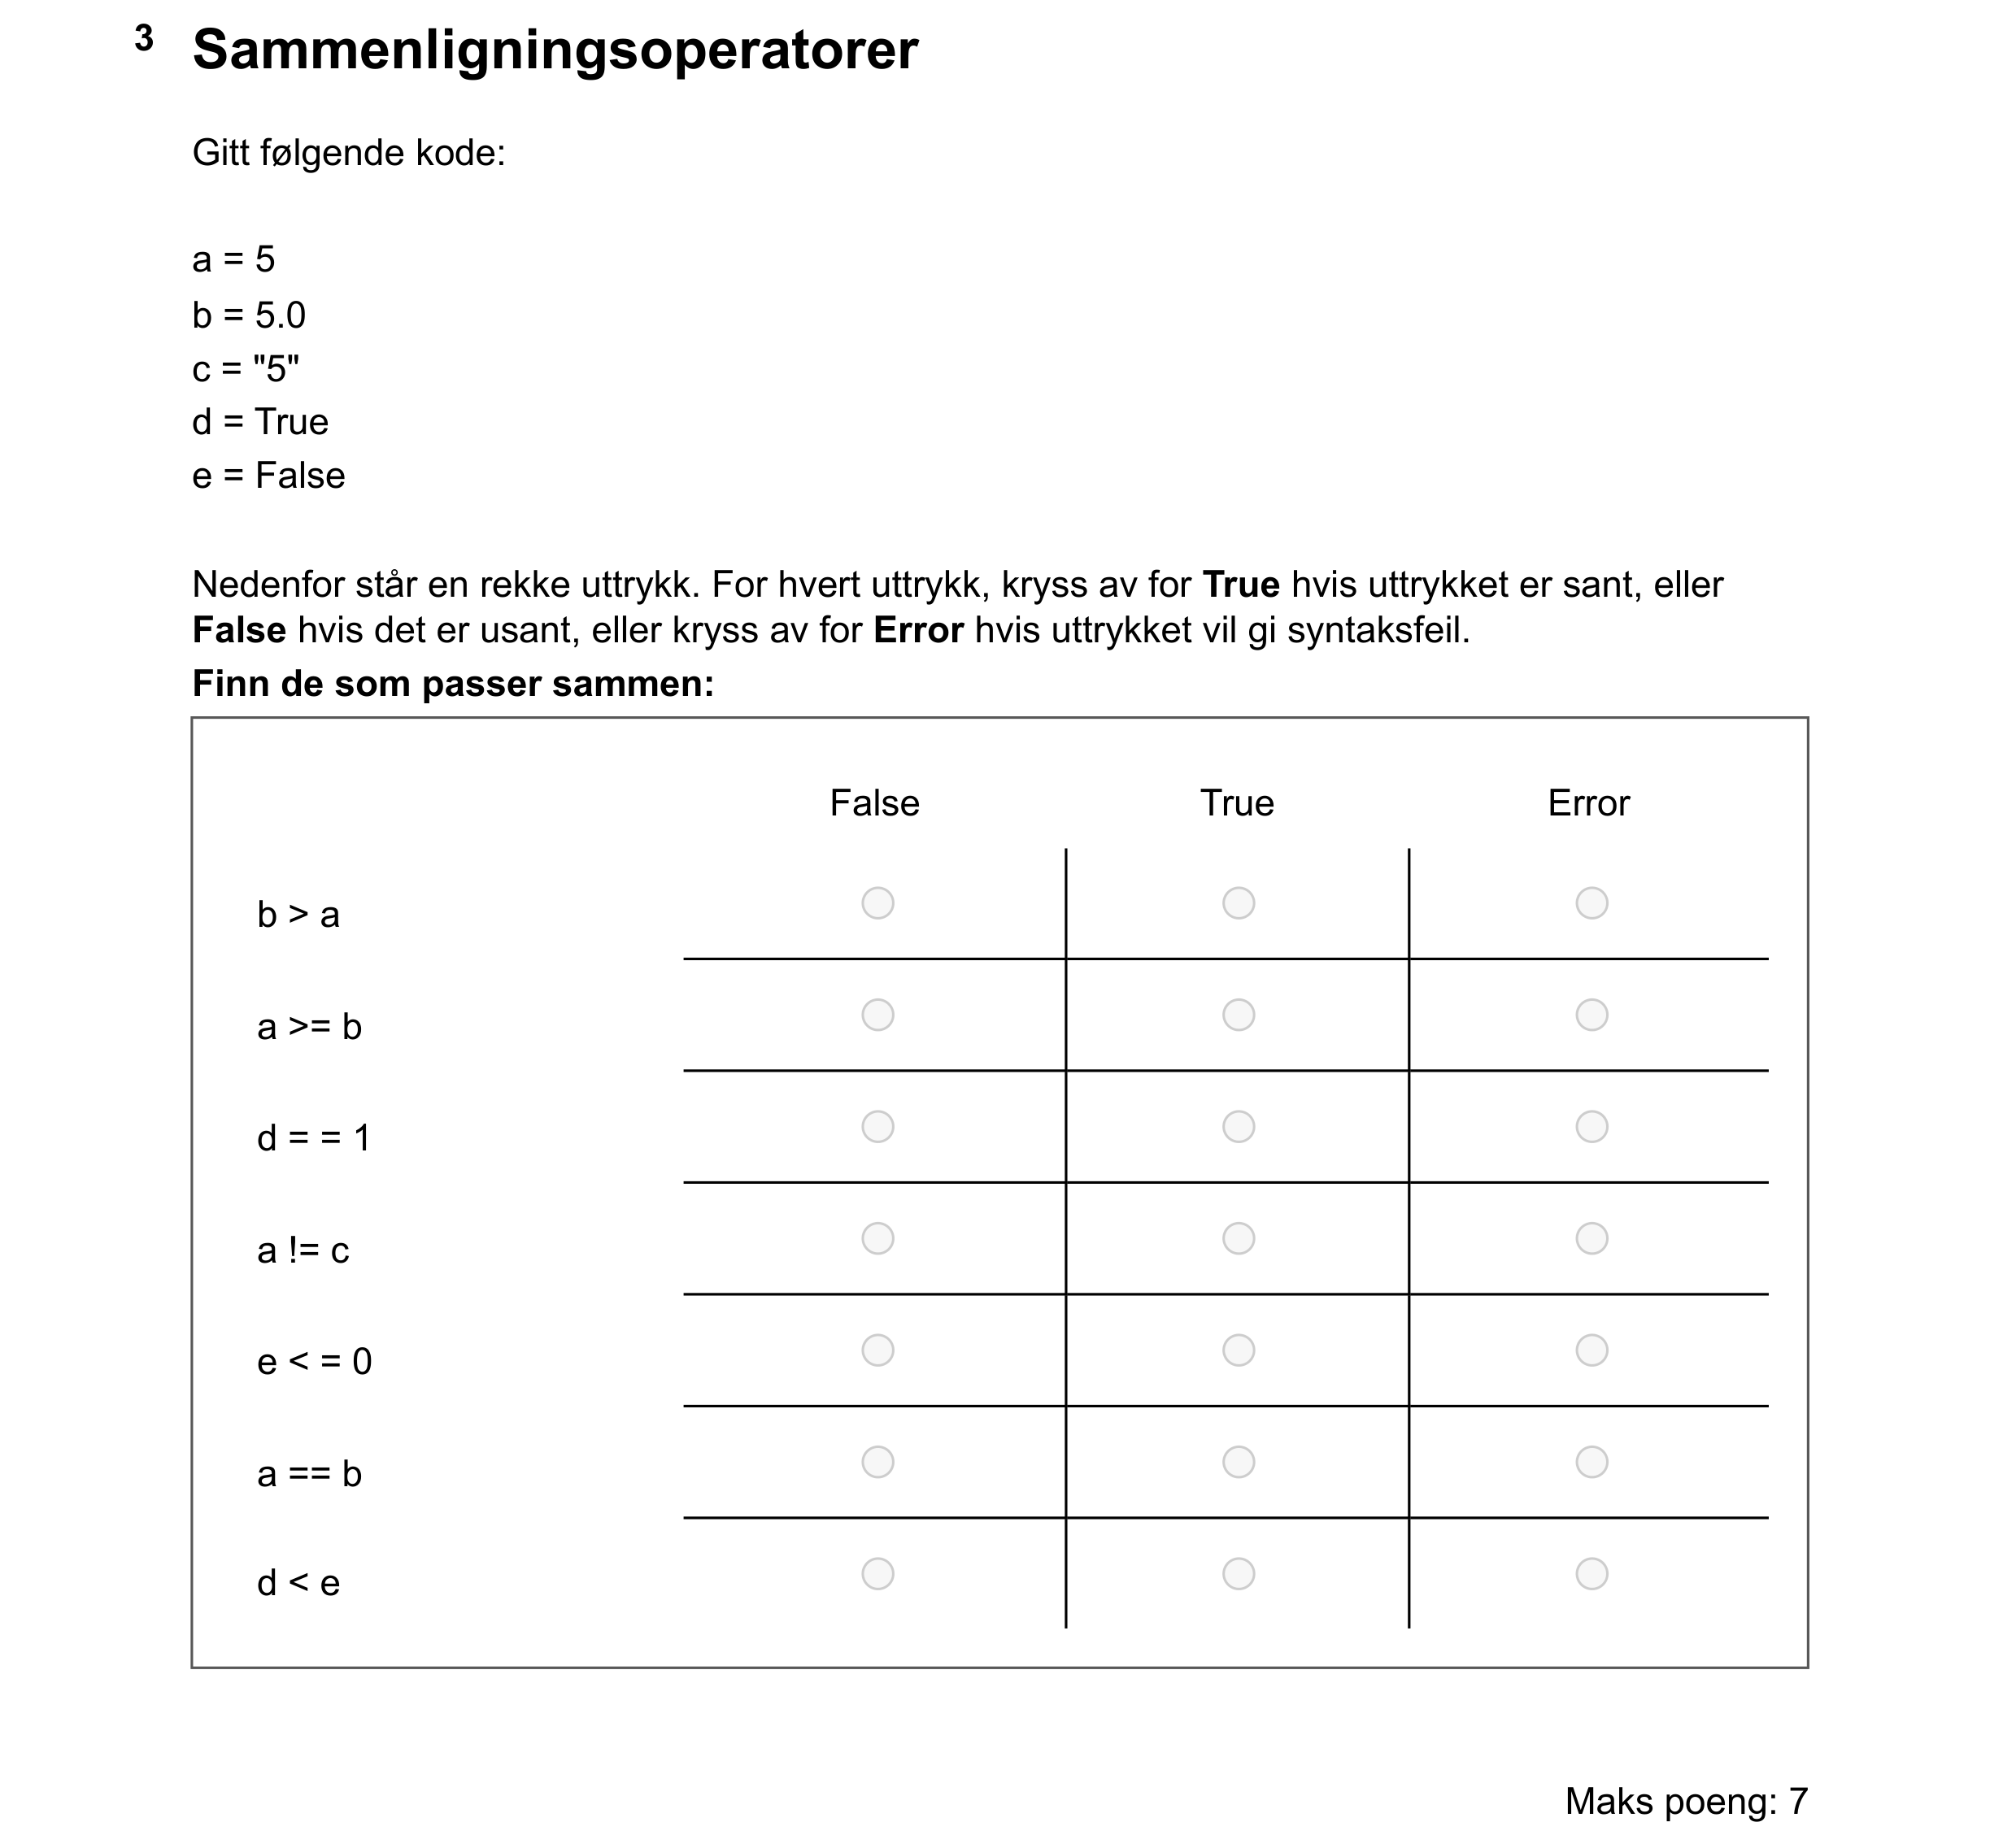 3 Sammenligningsoperatorer
Gitt følgende kode:
a = 5
b = 5.0
c = "5"
d = True
e = False
Nedenfor står en rekke uttrykk. For hvert uttrykk, kryss av for True hvis uttrykket er sant, eller
False hvis det er usant, eller kryss av for Error hvis uttrykket vil gi syntaksfeil.
Finn de som passer sammen:
False True Error
b > a
a >= b
d = = 1
a != c
e < = 0
a == b
d < e
Maks poeng: 7